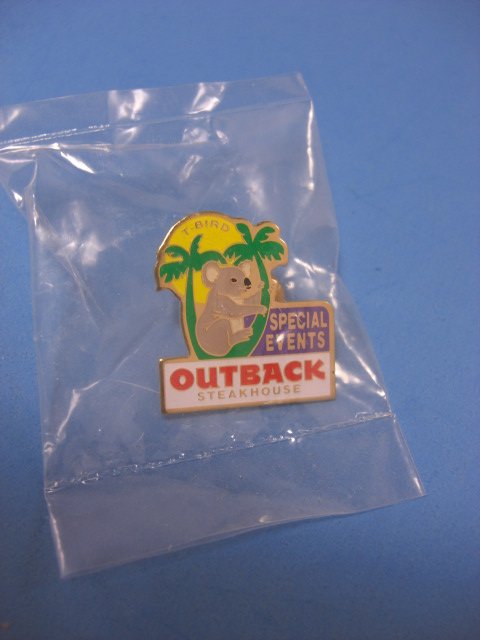 T-BIRD
SPECIAL
EVENTS
OUTBACK
STEAKHOUSE